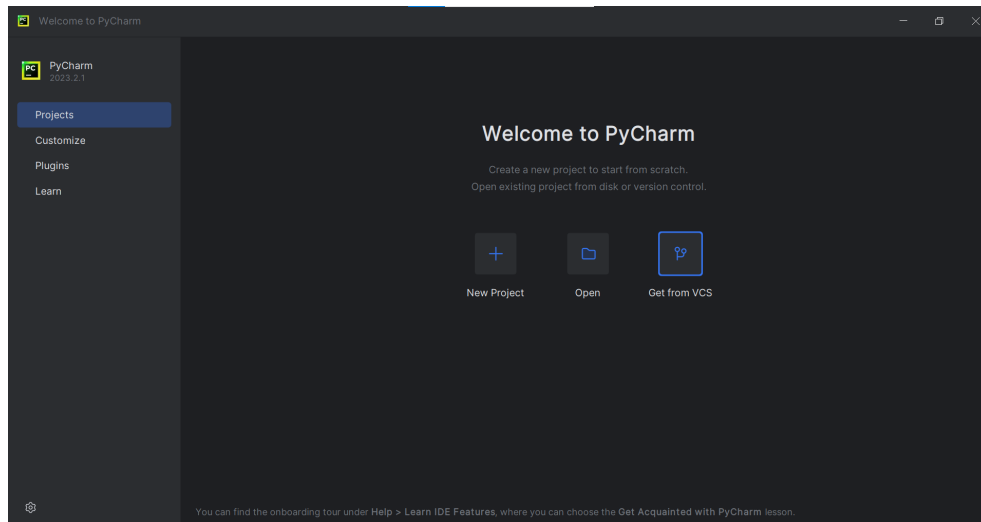 Welcome to PyCharm
PyCharm
2023.2.1
Projects
Customize
Plugins
Learn
Welcome to PyCharm
Create a new project to start from scratch.
Open existing project from disk or version control.
New Project
Open
Get from VCS
You can find the onboarding tour under Help > Learn IDE Features, where you can choose the Get Acquainted with PyCharm lesson.